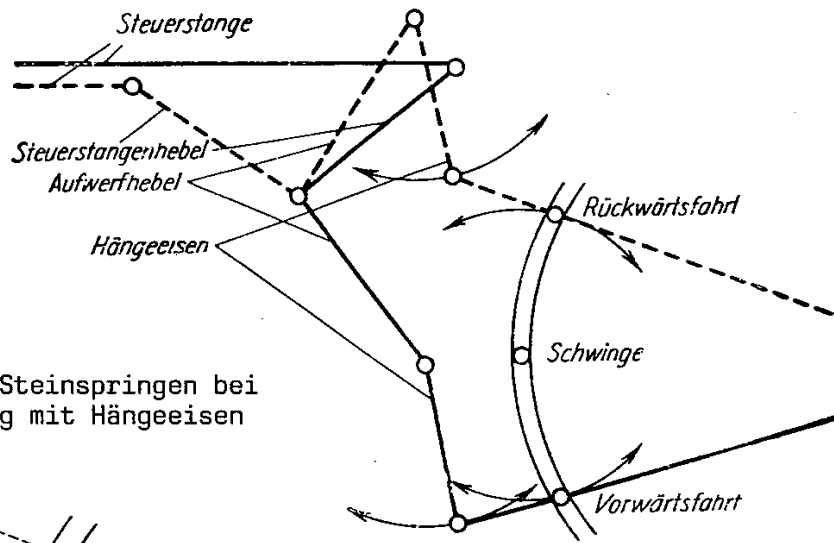 Steuerstange
Steuerstangenhebel
Aufwerfhebel
Hängeeisen
Rückwärtsfahrt
Schwinge
Steinspringen bei
g mit Hängeeisen
Vorwärtsfahrt